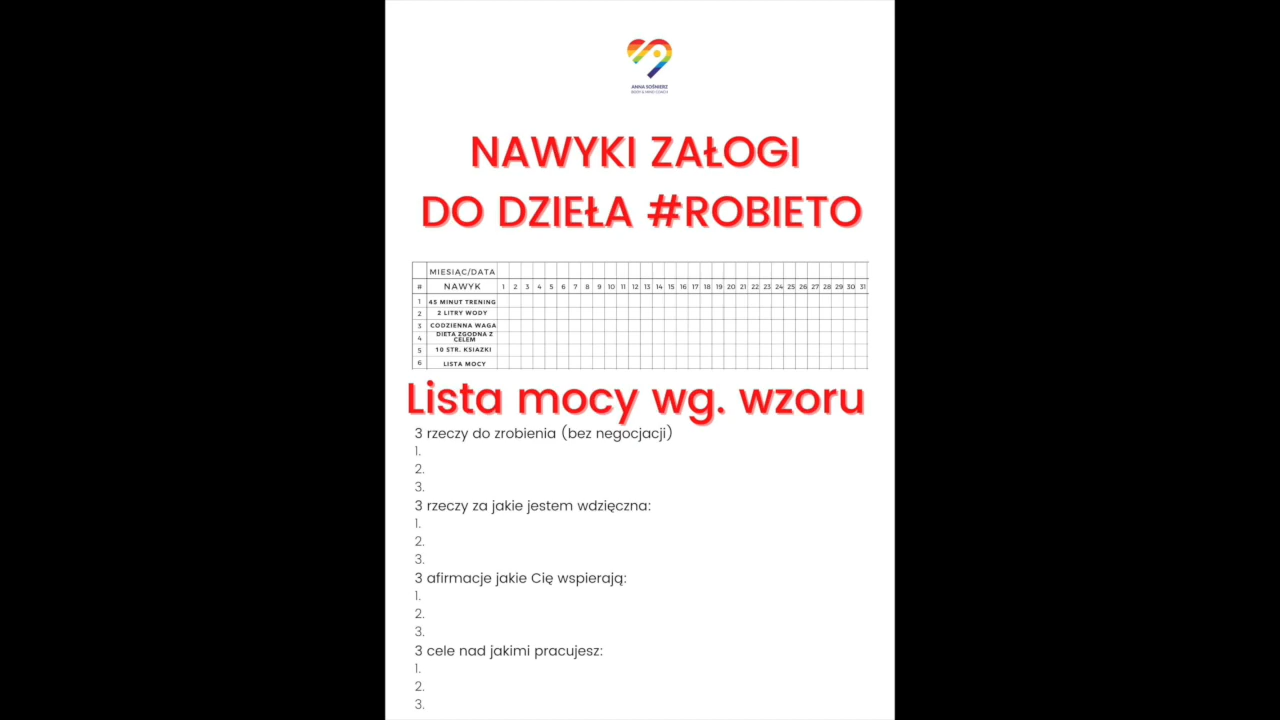 ANNA SOŚNIERZ
BODY & MIND COACH
NAWYKI ZAŁOGI
DO DZIEŁA #ROBIETO
MIESIĄC/DATA
# NAWYK 1 2 3 4 5 6 7 8 9 10 11 12 13 14 15 16 17 18 19 20 21 22 23 24 25 26 27 28 29 30 31
1 45 MINUT TRENING
2 2 LITRY WODY
3 CODZIENNA WAGA
4 DIETA ZGODNA Z
CELEM
5 10 STR. KSIAZKI
6 LISTA MOCY
Lista mocy wg. wzoru
3 rzeczy do zrobienia (bez negocjacji)
1.
2.
3.
3 rzeczy za jakie jestem wdzięczna:
1.
2.
3.
3 afirmacje jakie Cię wspierają:
1.
2.
3.
3 cele nad jakimi pracujesz:
1.
2.
3.